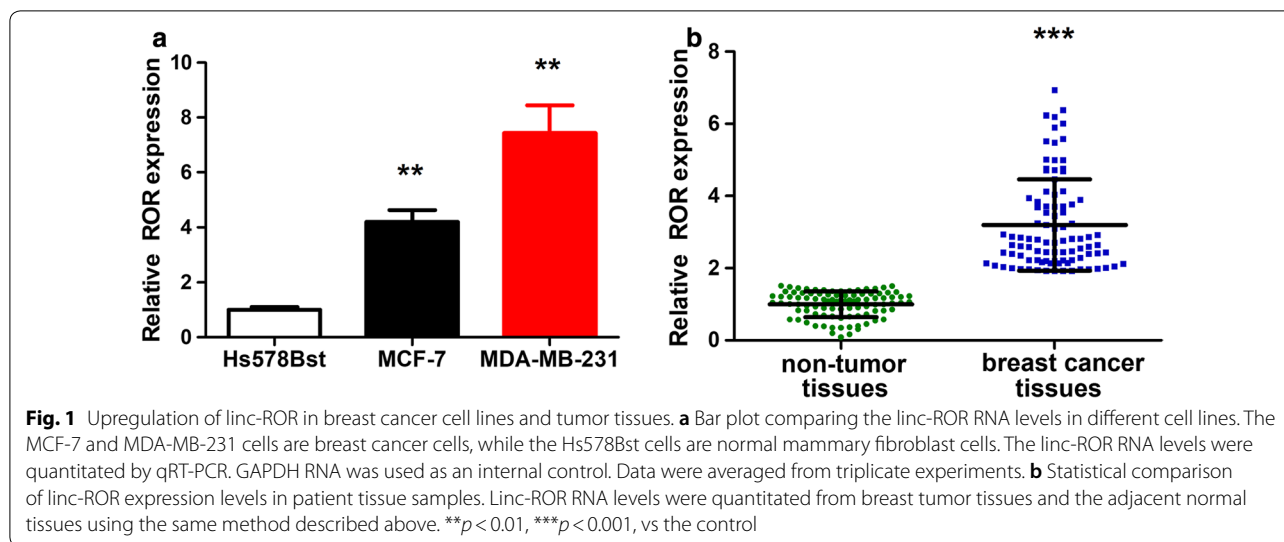 a
Relative ROR expression
10
8
6
4
2
0
**
**
Hs578Bst MCF-7 MDA-MB-231
b
Relative ROR expression
8
6
4
2
0
***
non-tumor
tissues
breast cancer
tissues
Fig. 1 Upregulation of linc-ROR in breast cancer cell lines and tumor tissues. a Bar plot comparing the linc-ROR RNA levels in different cell lines. The
MCF-7 and MDA-MB-231 cells are breast cancer cells, while the Hs578Bst cells are normal mammary fibroblast cells. The linc-ROR RNA levels were
quantitated by qRT-PCR. GAPDH RNA was used as an internal control. Data were averaged from triplicate experiments. b Statistical comparison
of linc-ROR expression levels in patient tissue samples. Linc-ROR RNA levels were quantitated from breast tumor tissues and the adjacent normal
tissues using the same method described above. **p < 0.01, ***p < 0.001, vs the control